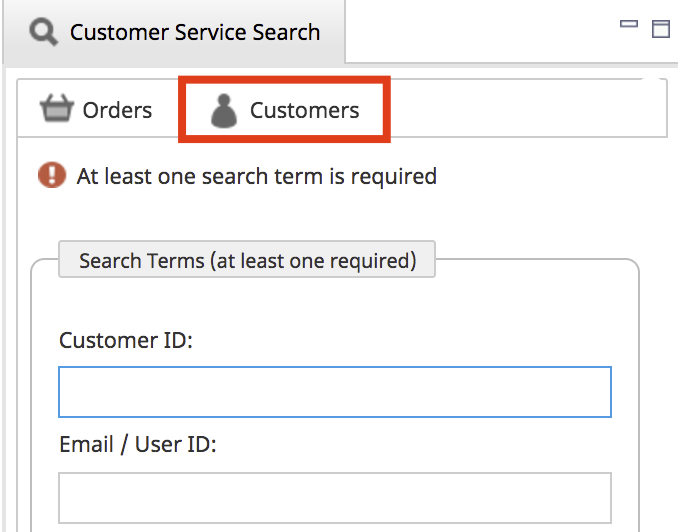 Customer Service Search
Orders
Customers
At least one search term is required
Search Terms (at least one required)
Customer ID:
Email / User ID: